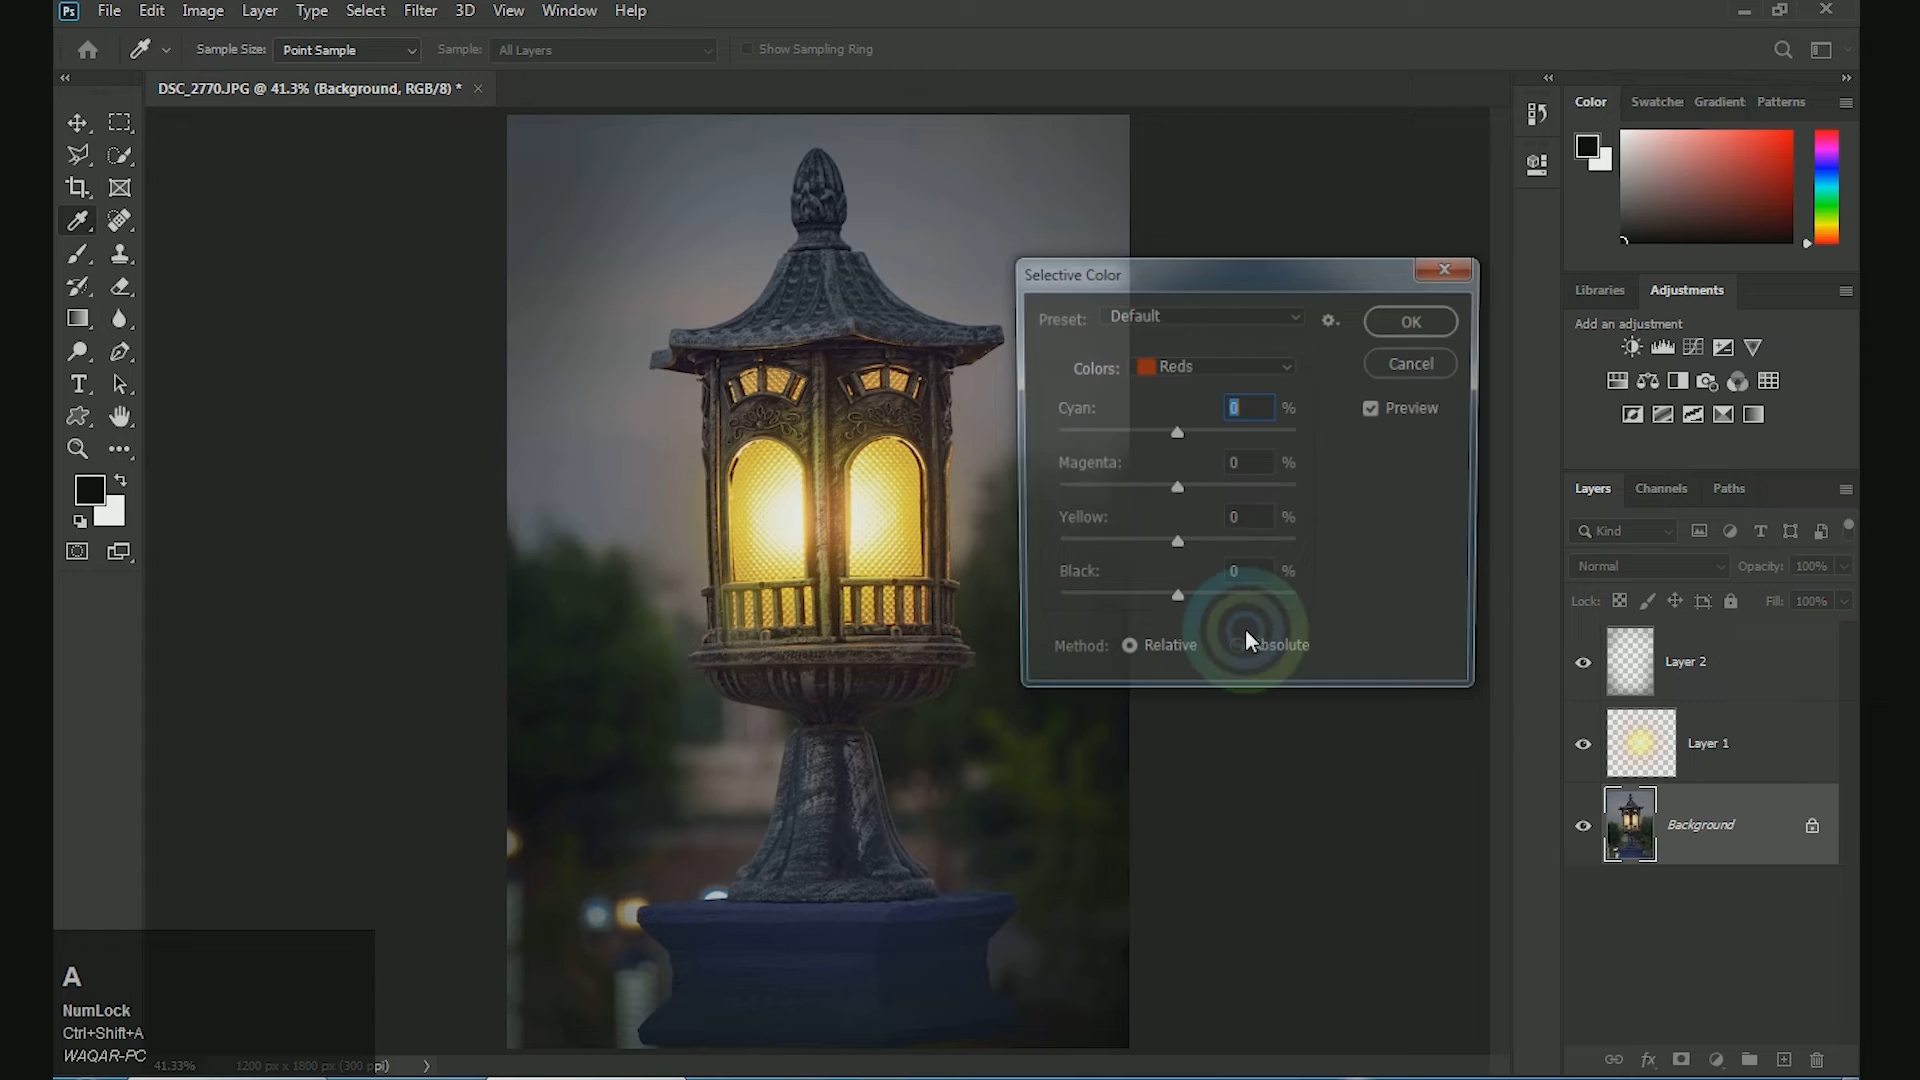 Ps File Edit Image Layer Type Select Filter 3D View Window Help
Sample Size: Point Sample Sample: All Layers Show Sampling Ring
DSC_2770.JPG @ 41.3% (Background, RGB/8) * ×
Color Swatches Gradient Patterns
Selective Color
Preset: Default OK
Colors: Reds Cancel
Cyan: 0 % Preview
Magenta: 0 %
Yellow: 0 %
Black: 0 %
Method: Relative Absolute
Libraries Adjustments
Add an adjustment
Layers Channels Paths
Kind
Normal Opacity: 100%
Lock: Fill: 100%
Layer 2
Layer 1
Background
A
NumLock
Ctrl+Shift+A
WAQAR-PC
41.33% 1200 px x 1800 px (300 ppi)